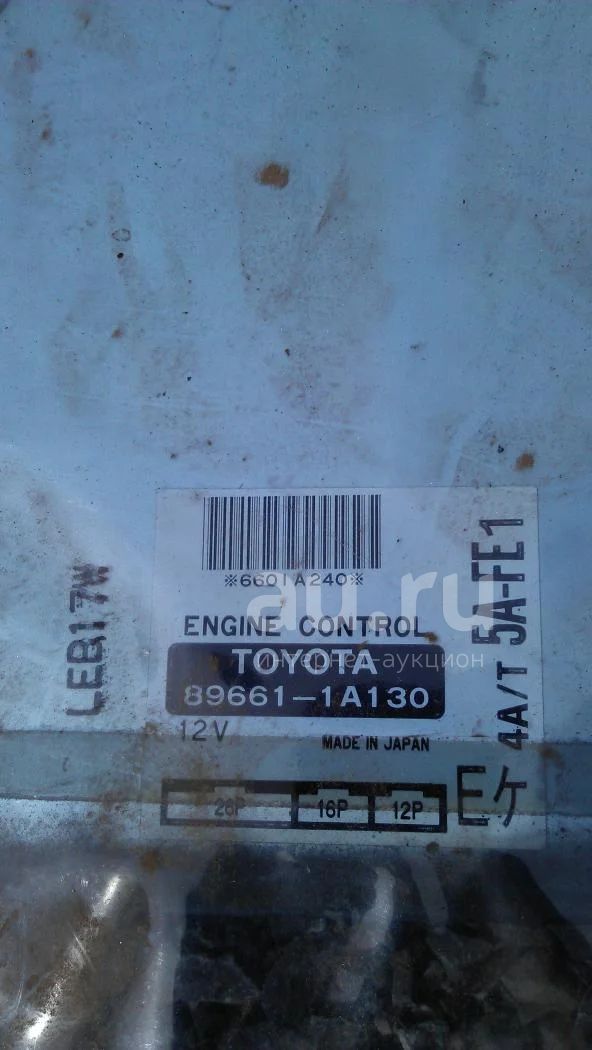 ※6601A240※
ENGINE CONTROL
TOYOTA
89661-1A130
12V
MADE IN JAPAN
26P 16P 12P
Eケ
4A/T 5A-FE1
LEB17W
au.ru
интернет-аукцион